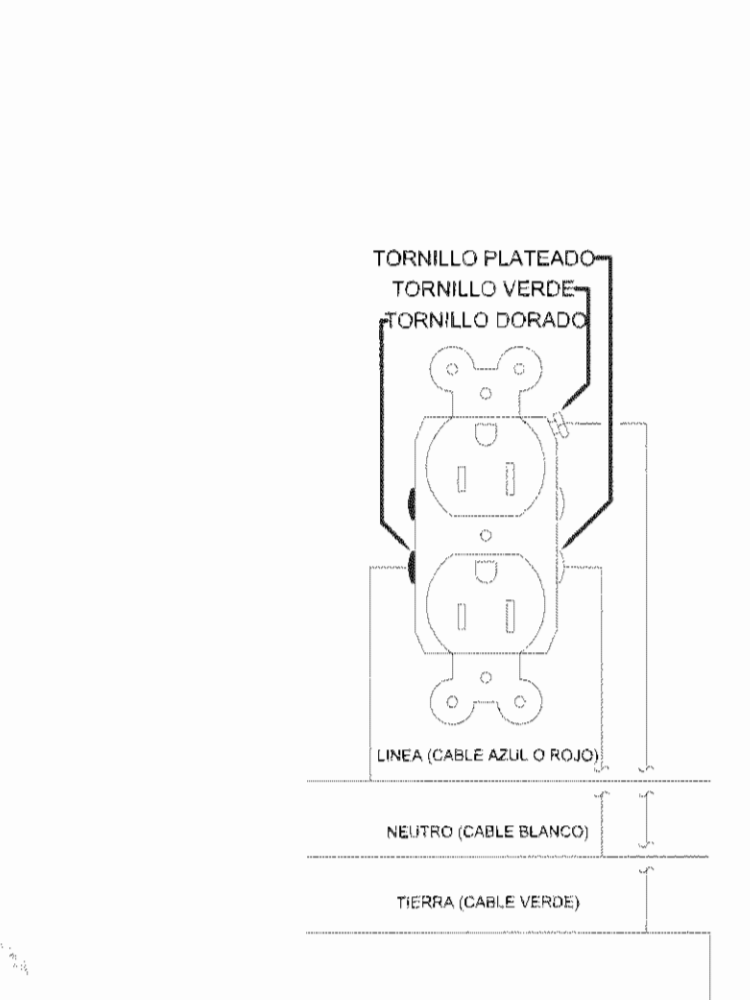 TORNILLO PLATEADO
TORNILLO VERDE
TORNILLO DORADO
LINEA (CABLE AZUL O ROJO)
NEUTRO (CABLE BLANCO)
TIERRA (CABLE VERDE)